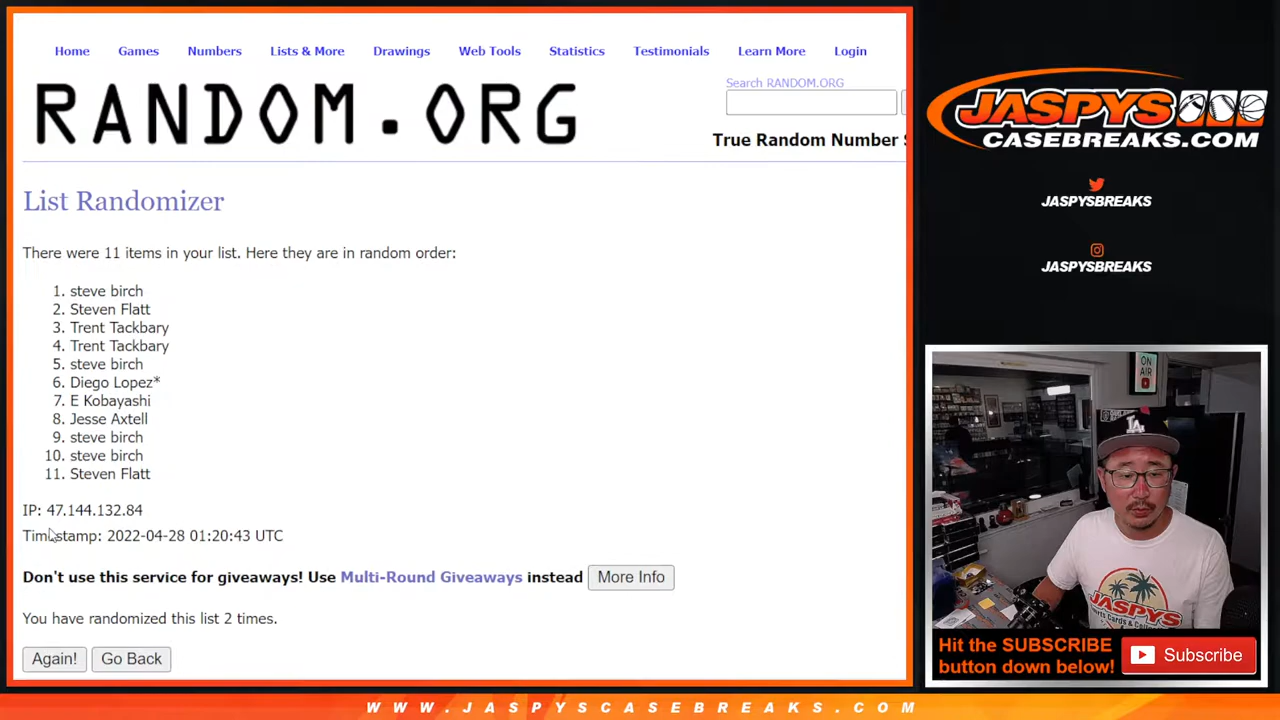 Home Games Numbers Lists & More Drawings Web Tools Statistics Testimonials Learn More Login
RANDOM.ORG
Search RANDOM.ORG
True Random Number S
List Randomizer
There were 11 items in your list. Here they are in random order:
1. steve birch
2. Steven Flatt
3. Trent Tackbary
4. Trent Tackbary
5. steve birch
6. Diego Lopez*
7. E Kobayashi
8. Jesse Axtell
9. steve birch
10. steve birch
11. Steven Flatt
IP: 47.144.132.84
Timestamp: 2022-04-28 01:20:43 UTC
Don't use this service for giveaways! Use Multi-Round Giveaways instead More Info
You have randomized this list 2 times.
Again! Go Back
JASPYS
CASEBREAKS.COM
JASPYSBREAKS
JASPYSBREAKS
ON
AIR
LA
JASPYS
Hit the SUBSCRIBE
button down below!
Subscribe
WWW.JASPYSCASEBREAKS.COM